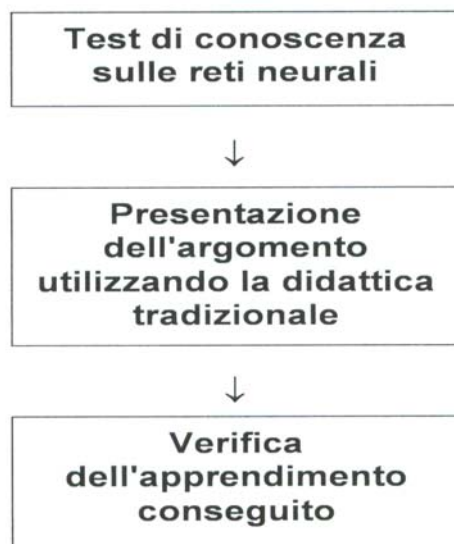 Test di conoscenza
sulle reti neurali
↓
Presentazione
dell'argomento
utilizzando la didattica
tradizionale
↓
Verifica
dell'apprendimento
conseguito